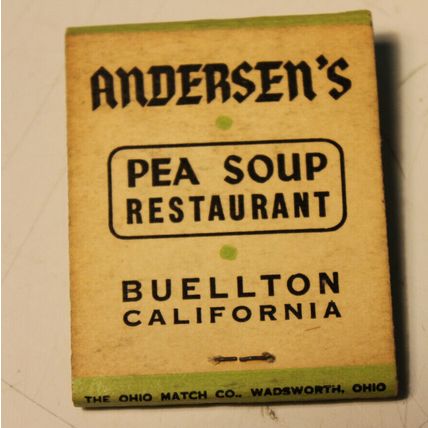 ANDERSEN'S
PEA SOUP
RESTAURANT
BUELLTON
CALIFORNIA
THE OHIO MATCH CO., WADSWORTH, OHIO